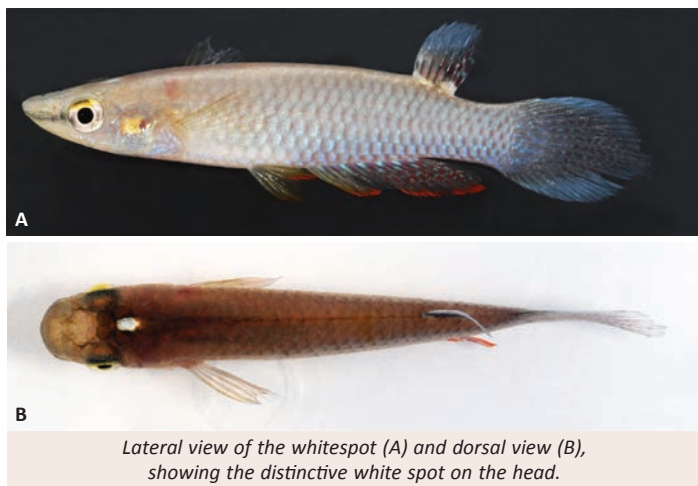 A
B
Lateral view of the whitespot (A) and dorsal view (B),
showing the distinctive white spot on the head.